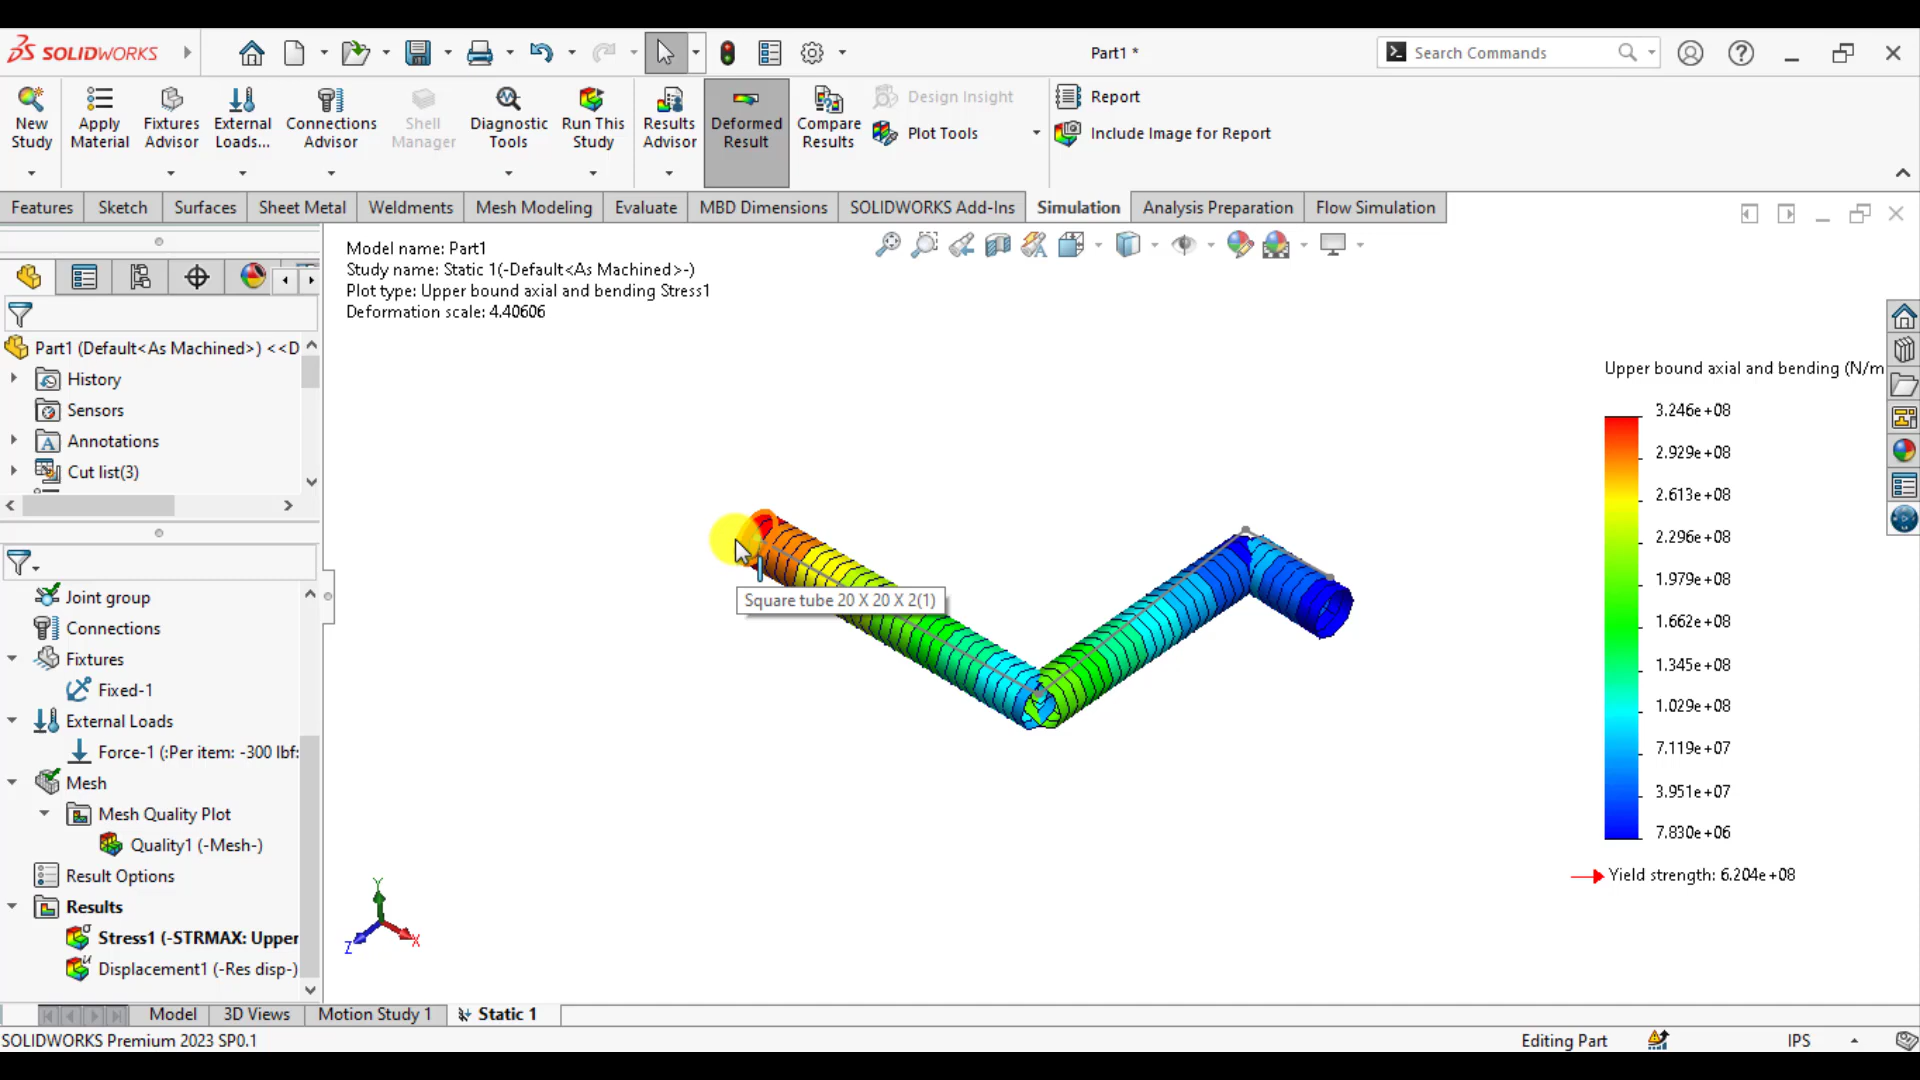 SOLIDWORKS
Part1 *
Search Commands
New Study
Apply Material
Fixtures Advisor
External Loads...
Connections Advisor
Shell Manager
Diagnostic Tools
Run This Study
Results Advisor
Deformed Result
Compare Results
Design Insight
Plot Tools
Report
Include Image for Report
Features
Sketch
Surfaces
Sheet Metal
Weldments
Mesh Modeling
Evaluate
MBD Dimensions
SOLIDWORKS Add-Ins
Simulation
Analysis Preparation
Flow Simulation
Part1 (Default<As Machined>) <<D
History
Sensors
Annotations
Cut list(3)
Joint group
Connections
Fixtures
Fixed-1
External Loads
Force-1 (:Per item: -300 lbf:
Mesh
Mesh Quality Plot
Quality1 (-Mesh-)
Result Options
Results
Stress1 (-STRMAX: Upper
Displacement1 (-Res disp-)
Model name: Part1
Study name: Static 1(-Default<As Machined>-)
Plot type: Upper bound axial and bending Stress1
Deformation scale: 4.40606
Square tube 20 X 20 X 2(1)
Upper bound axial and bending (N/m
3.246e+08
2.929e+08
2.613e+08
2.296e+08
1.979e+08
1.662e+08
1.345e+08
1.029e+08
7.119e+07
3.951e+07
7.830e+06
Yield strength: 6.204e+08
Y
Z
X
Model
3D Views
Motion Study 1
Static 1
SOLIDWORKS Premium 2023 SP0.1
Editing Part
IPS